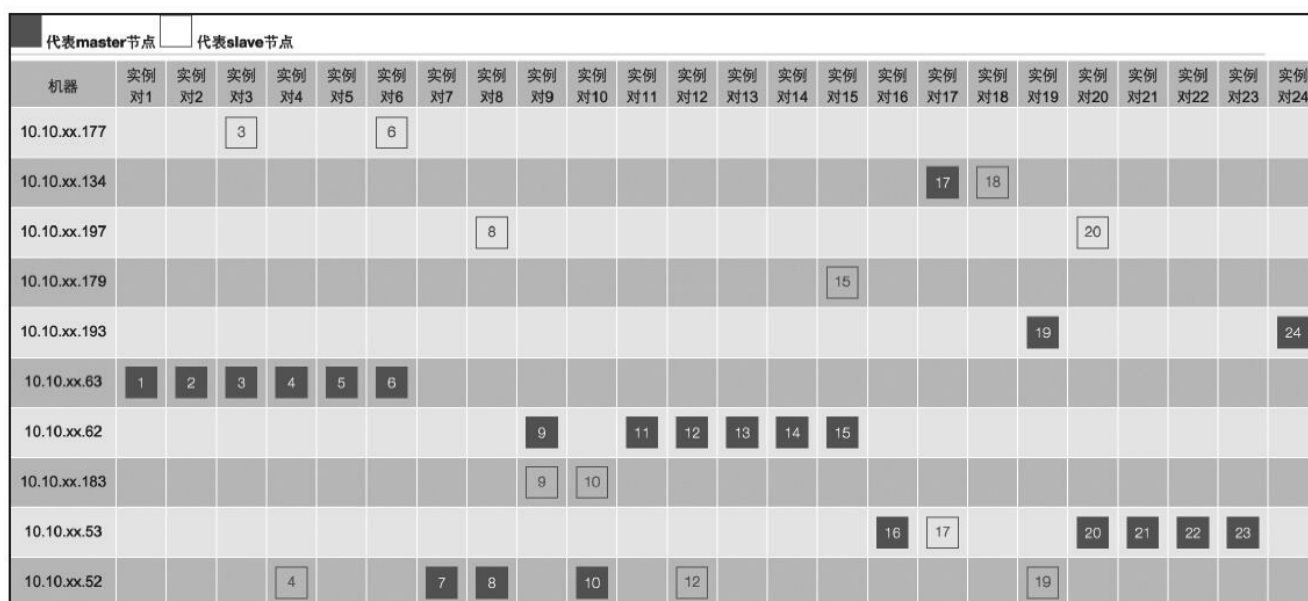 代表master节点 代表slave节点
机器 实例对1 实例对2 实例对3 实例对4 实例对5 实例对6 实例对7 实例对8 实例对9 实例对10 实例对11 实例对12 实例对13 实例对14 实例对15 实例对16 实例对17 实例对18 实例对19 实例对20 实例对21 实例对22 实例对23 实例对24
10.10.xx.177 3 6
10.10.xx.134 17 18
10.10.xx.197 8 20
10.10.xx.179 15
10.10.xx.193 19 24
10.10.xx.63 1 2 3 4 5 6
10.10.xx.62 9 11 12 13 14 15
10.10.xx.183 9 10
10.10.xx.53 16 17 20 21 22 23
10.10.xx.52 4 7 8 10 12 19